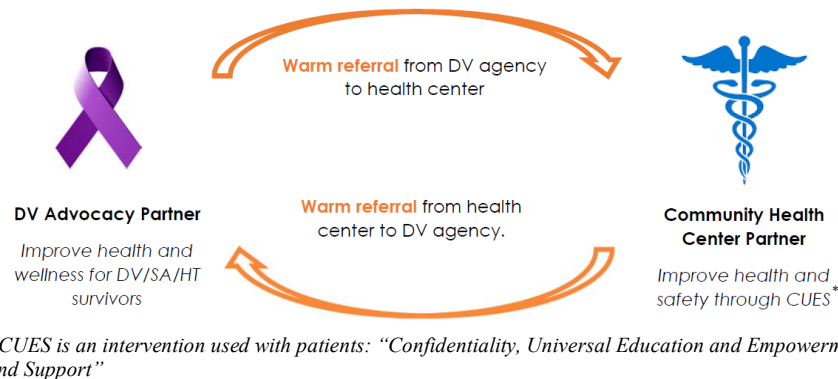 Warm referral from DV agency
to health center
DV Advocacy Partner
Improve health and
wellness for DV/SA/HT
survivors
Warm referral from health
center to DV agency.
Community Health
Center Partner
Improve health and
safety through CUES*
CUES is an intervention used with patients: “Confidentiality, Universal Education and
Support”